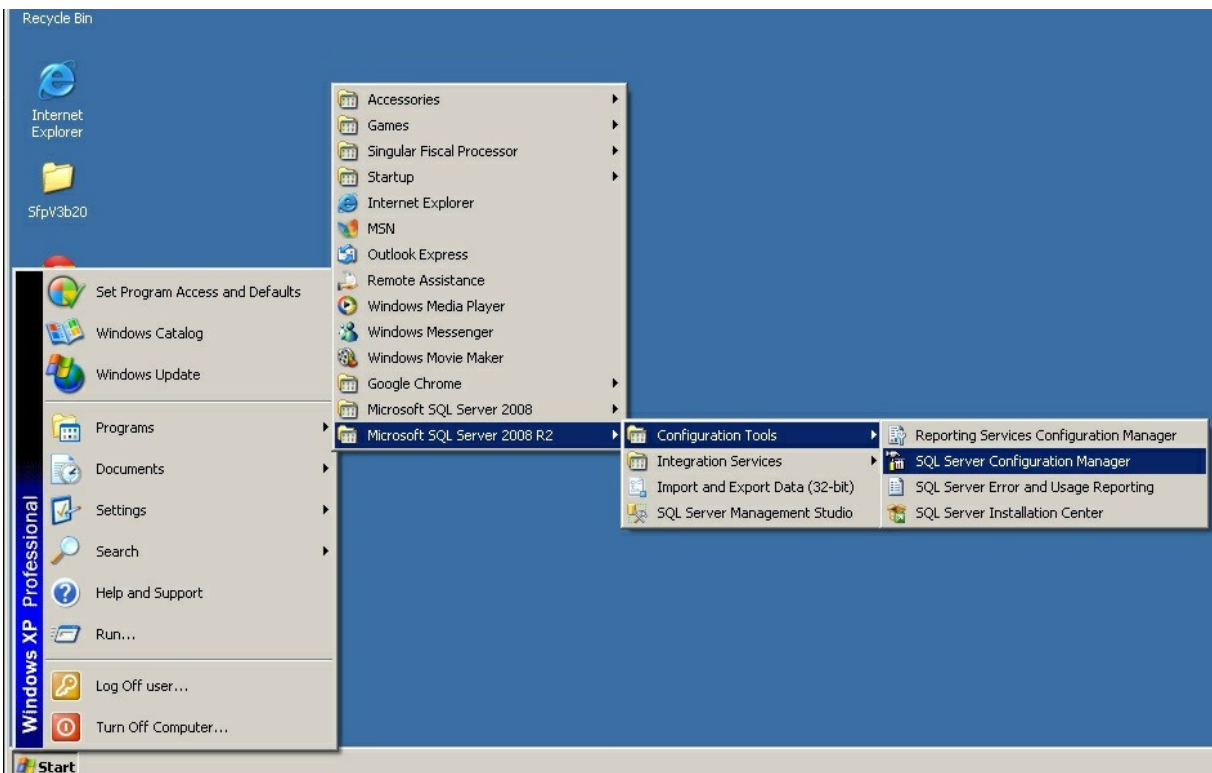 Recycle Bin
Internet
Explorer
SfpV3b20
Accessories
Games
Singular Fiscal Processor
Startup
Internet Explorer
MSN
Outlook Express
Remote Assistance
Windows Media Player
Windows Messenger
Windows Movie Maker
Google Chrome
Microsoft SQL Server 2008
Microsoft SQL Server 2008 R2
Configuration Tools
Integration Services
Import and Export Data (32-bit)
SQL Server Management Studio
Reporting Services Configuration Manager
SQL Server Configuration Manager
SQL Server Error and Usage Reporting
SQL Server Installation Center
Set Program Access and Defaults
Windows Catalog
Windows Update
Programs
Documents
Settings
Search
Help and Support
Run...
Log Off user...
Turn Off Computer...
Windows XP Professional
Start